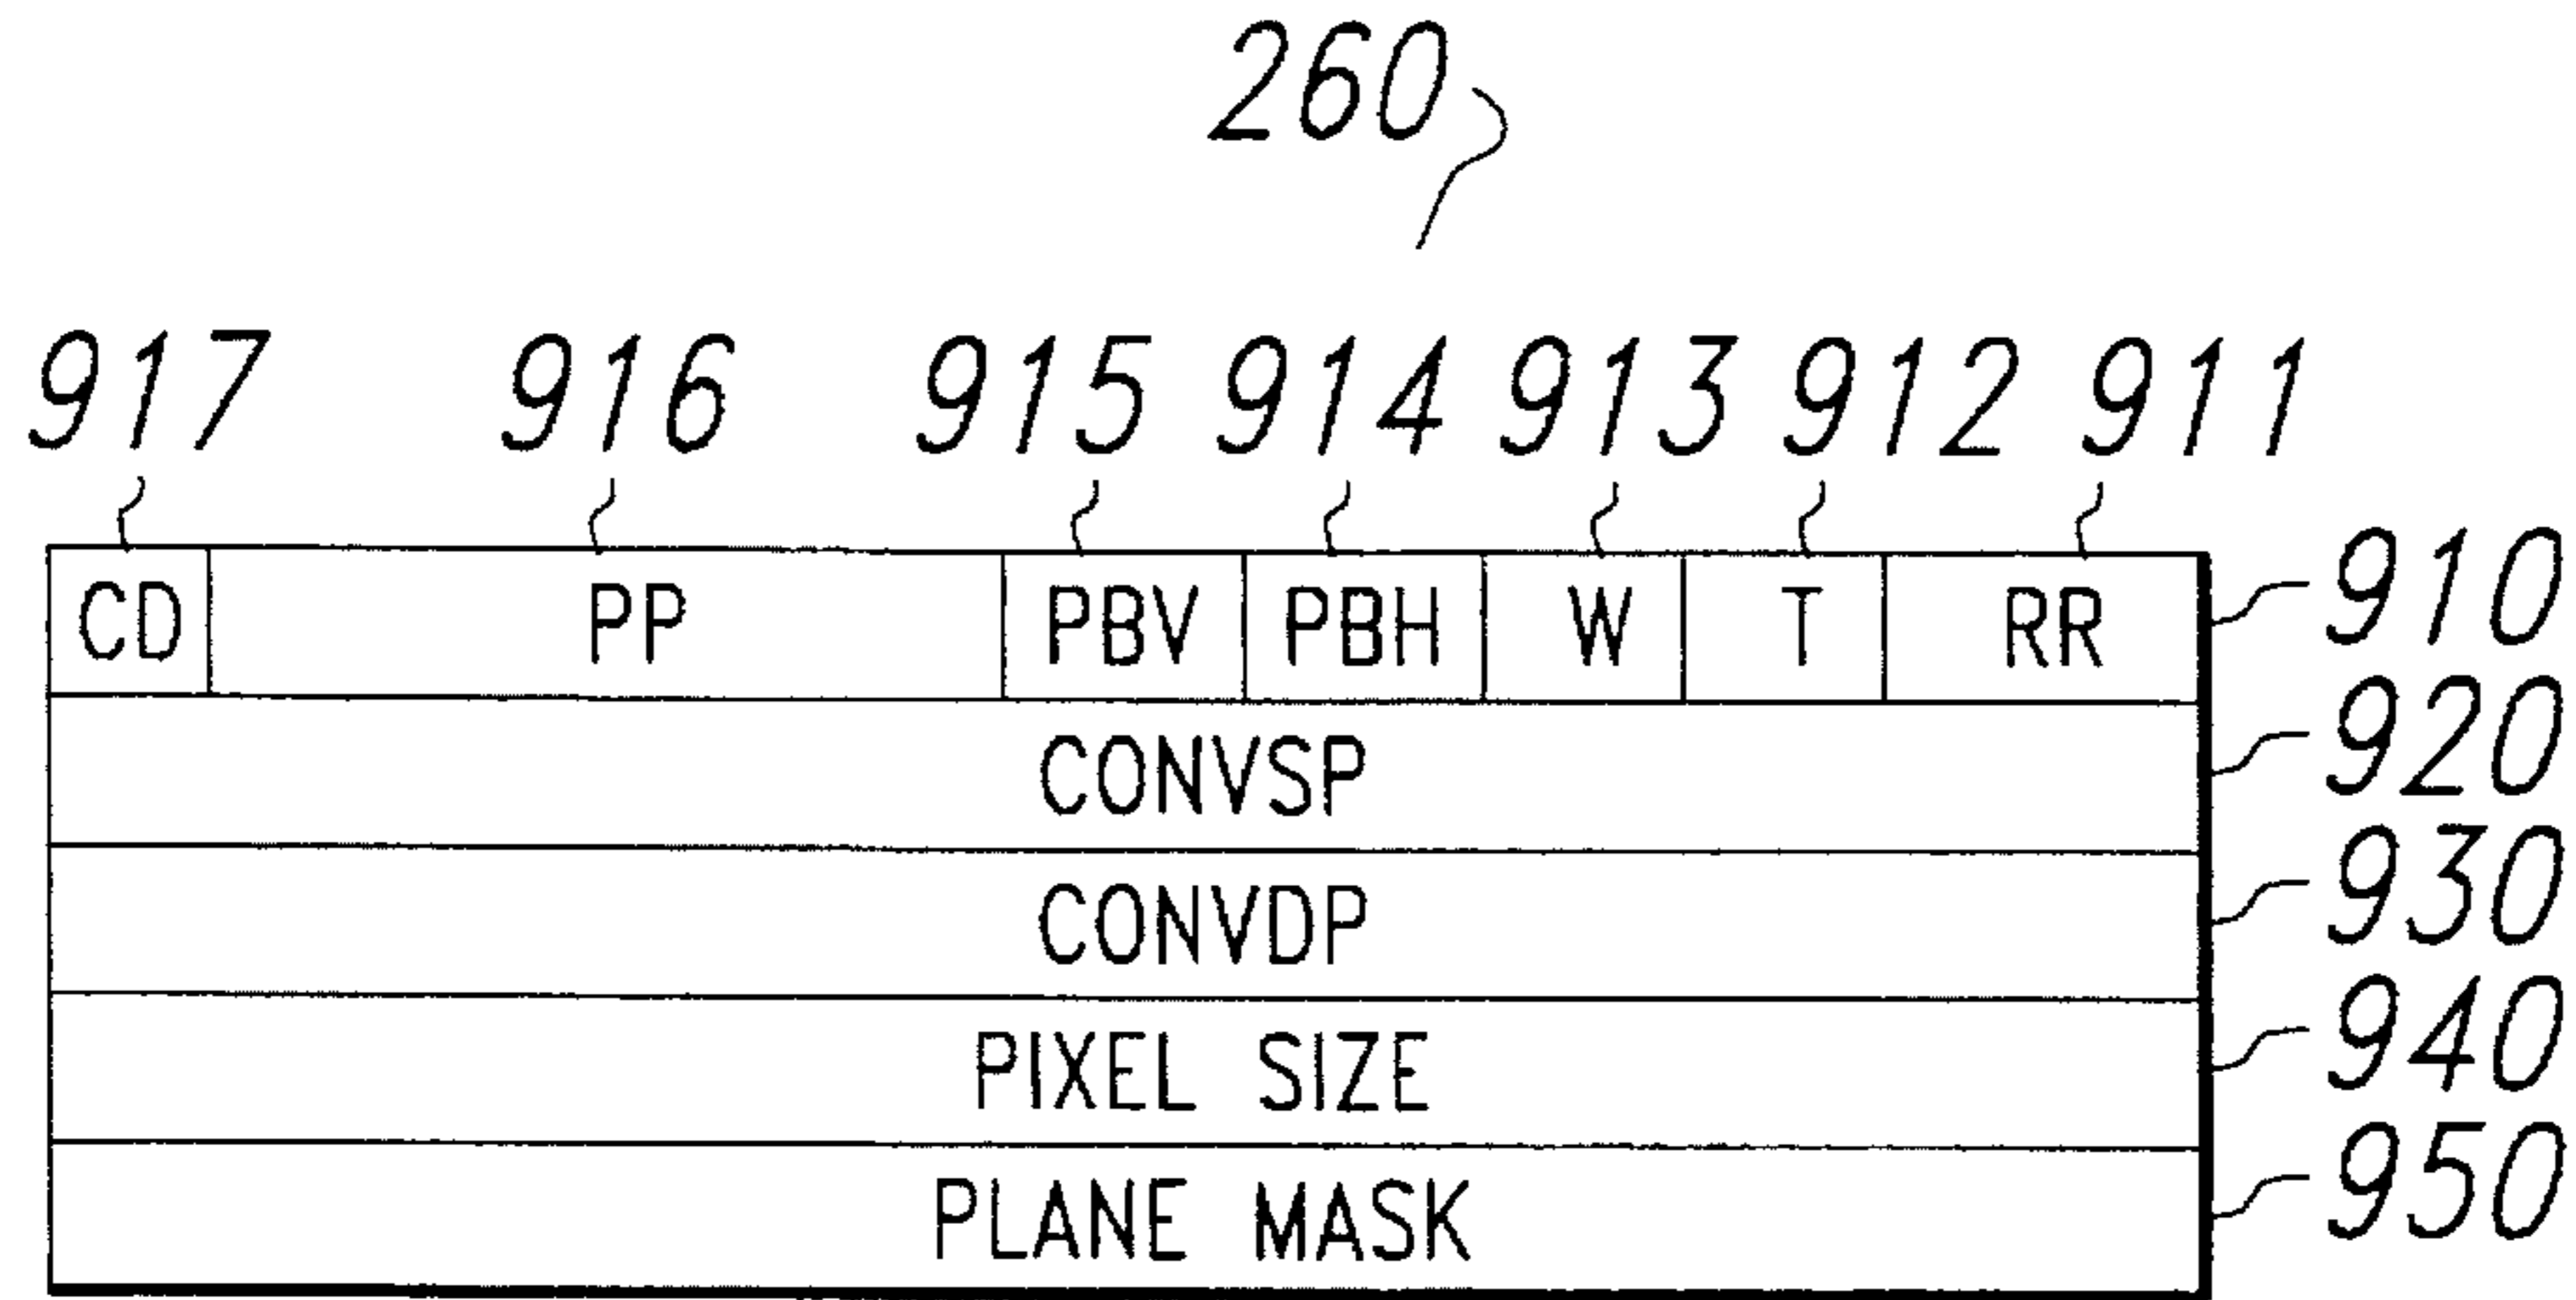 260
917 916 915 914 913 912 911
CD PP PBV PBH W T RR 910
CONVSP 920
CONVDP 930
PIXEL SIZE 940
PLANE MASK 950